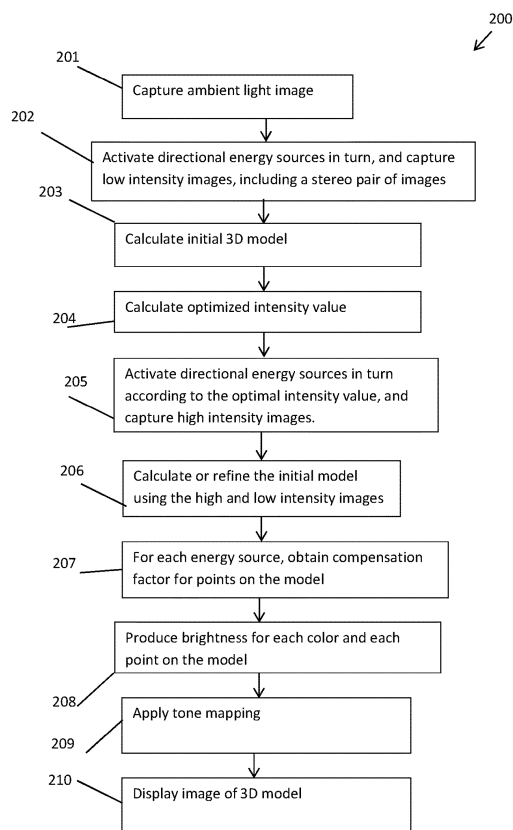 200
201
Capture ambient light image
202
Activate directional energy sources in turn, and capture
low intensity images, including a stereo pair of images
203
Calculate initial 3D model
204
Calculate optimized intensity value
205
Activate directional energy sources in turn
according to the optimal intensity value, and
capture high intensity images.
206
Calculate or refine the initial model
using the high and low intensity images
207
For each energy source, obtain compensation
factor for points on the model
208
Produce brightness for each color and each
point on the model
209
Apply tone mapping
210
Display image of 3D model